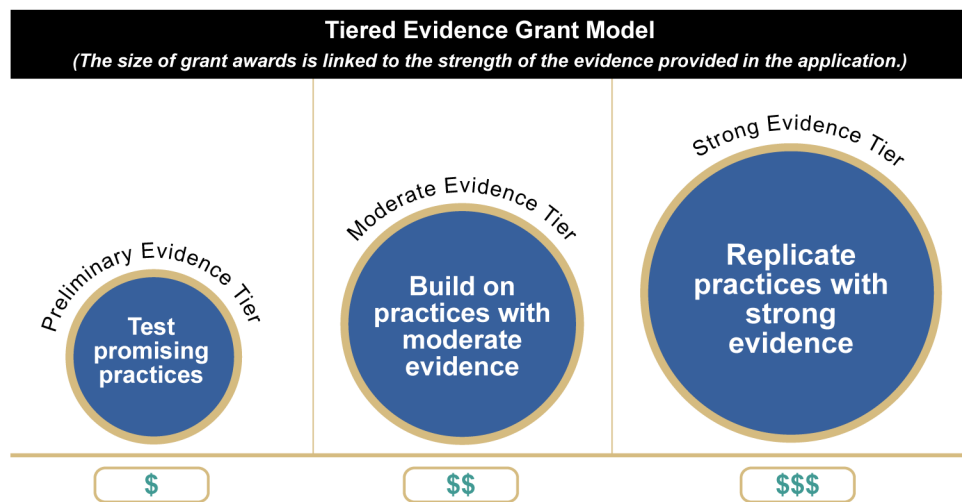 Tiered Evidence Grant Model
(The size of grant awards is linked to the strength of the evidence provided in the application.)
Preliminary Evidence Tier
Test
promising
practices
$
Moderate Evidence Tier
Build on
practices with
moderate
evidence
$$
Strong Evidence Tier
Replicate
practices with
strong
evidence
$$$